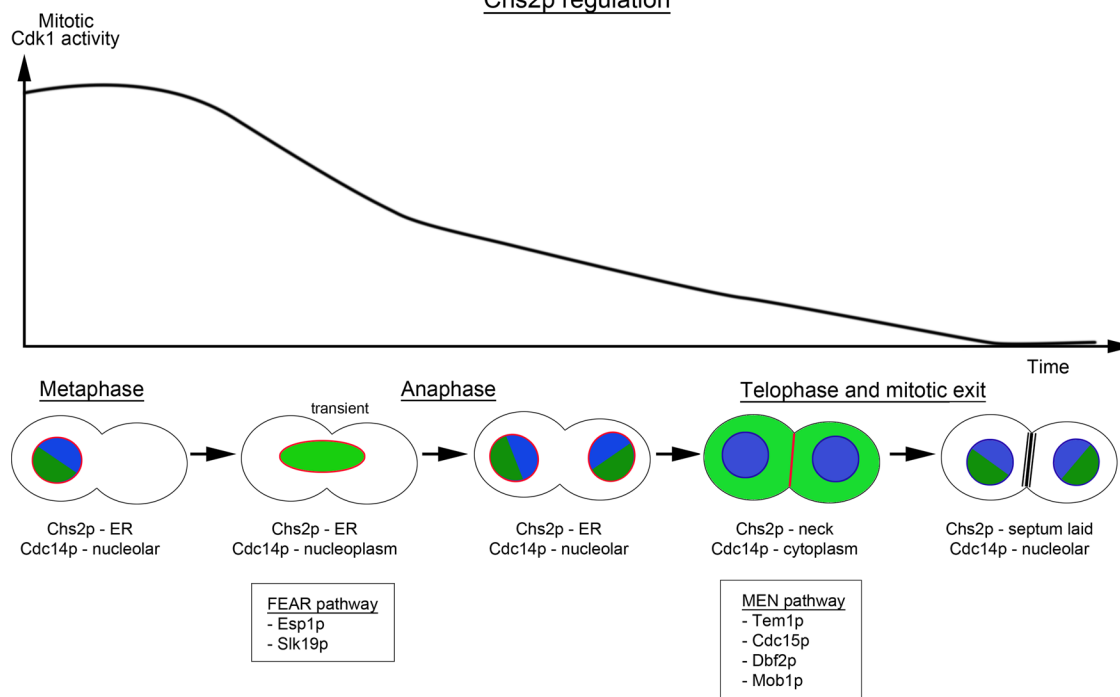 Chs2p regulation
Mitotic
Cdk1 activity
Time
Metaphase
Anaphase
Telophase and mitotic exit
transient
Chs2p - ER
Cdc14p - nucleolar
Chs2p - ER
Cdc14p - nucleoplasm
Chs2p - ER
Cdc14p - nucleolar
Chs2p - neck
Cdc14p - cytoplasm
Chs2p - septum laid
Cdc14p - nucleolar
FEAR pathway
- Esp1p
- Slk19p
MEN pathway
- Tem1p
- Cdc15p
- Dbf2p
- Mob1p